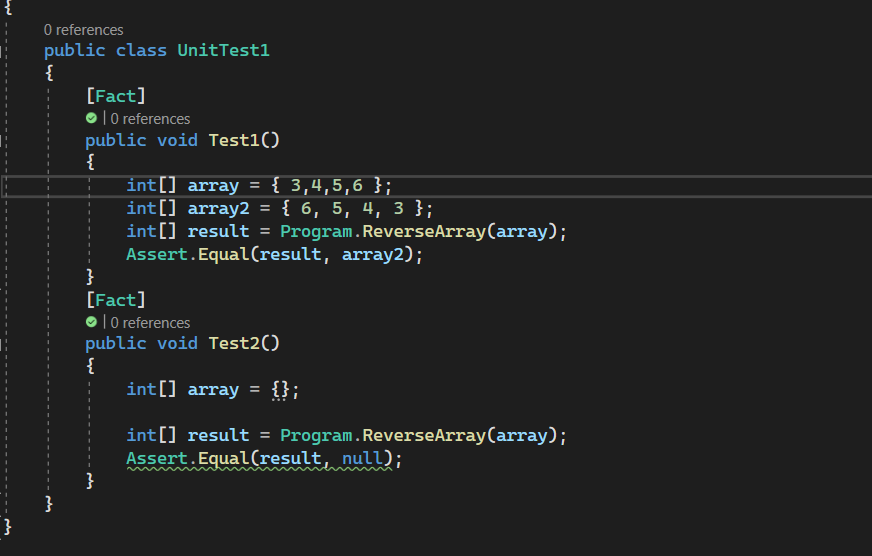 {
0 references
public class UnitTest1
{
[Fact]
| 0 references
public void Test1()
{
int[] array = { 3,4,5,6 };
int[] array2 = { 6, 5, 4, 3 };
int[] result = Program.ReverseArray(array);
Assert.Equal(result, array2);
}
[Fact]
| 0 references
public void Test2()
{
int[] array = {};
int[] result = Program.ReverseArray(array);
Assert.Equal(result, null);
}
}
}